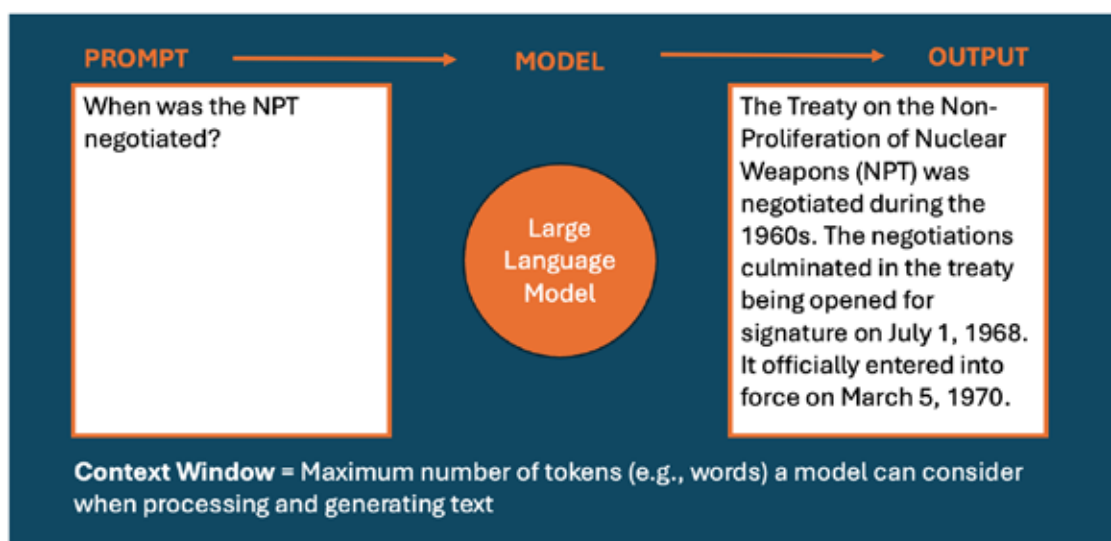 PROMPT
MODEL
OUTPUT
When was the NPT
negotiated?
Large
Language
Model
The Treaty on the Non-
Proliferation of Nuclear
Weapons (NPT) was
negotiated during the
1960s. The negotiations
culminated in the treaty
being opened for
signature on July 1, 1968.
It officially entered into
force on March 5, 1970.
Context Window = Maximum number of tokens (e.g., words) a model can consider
when processing and generating text